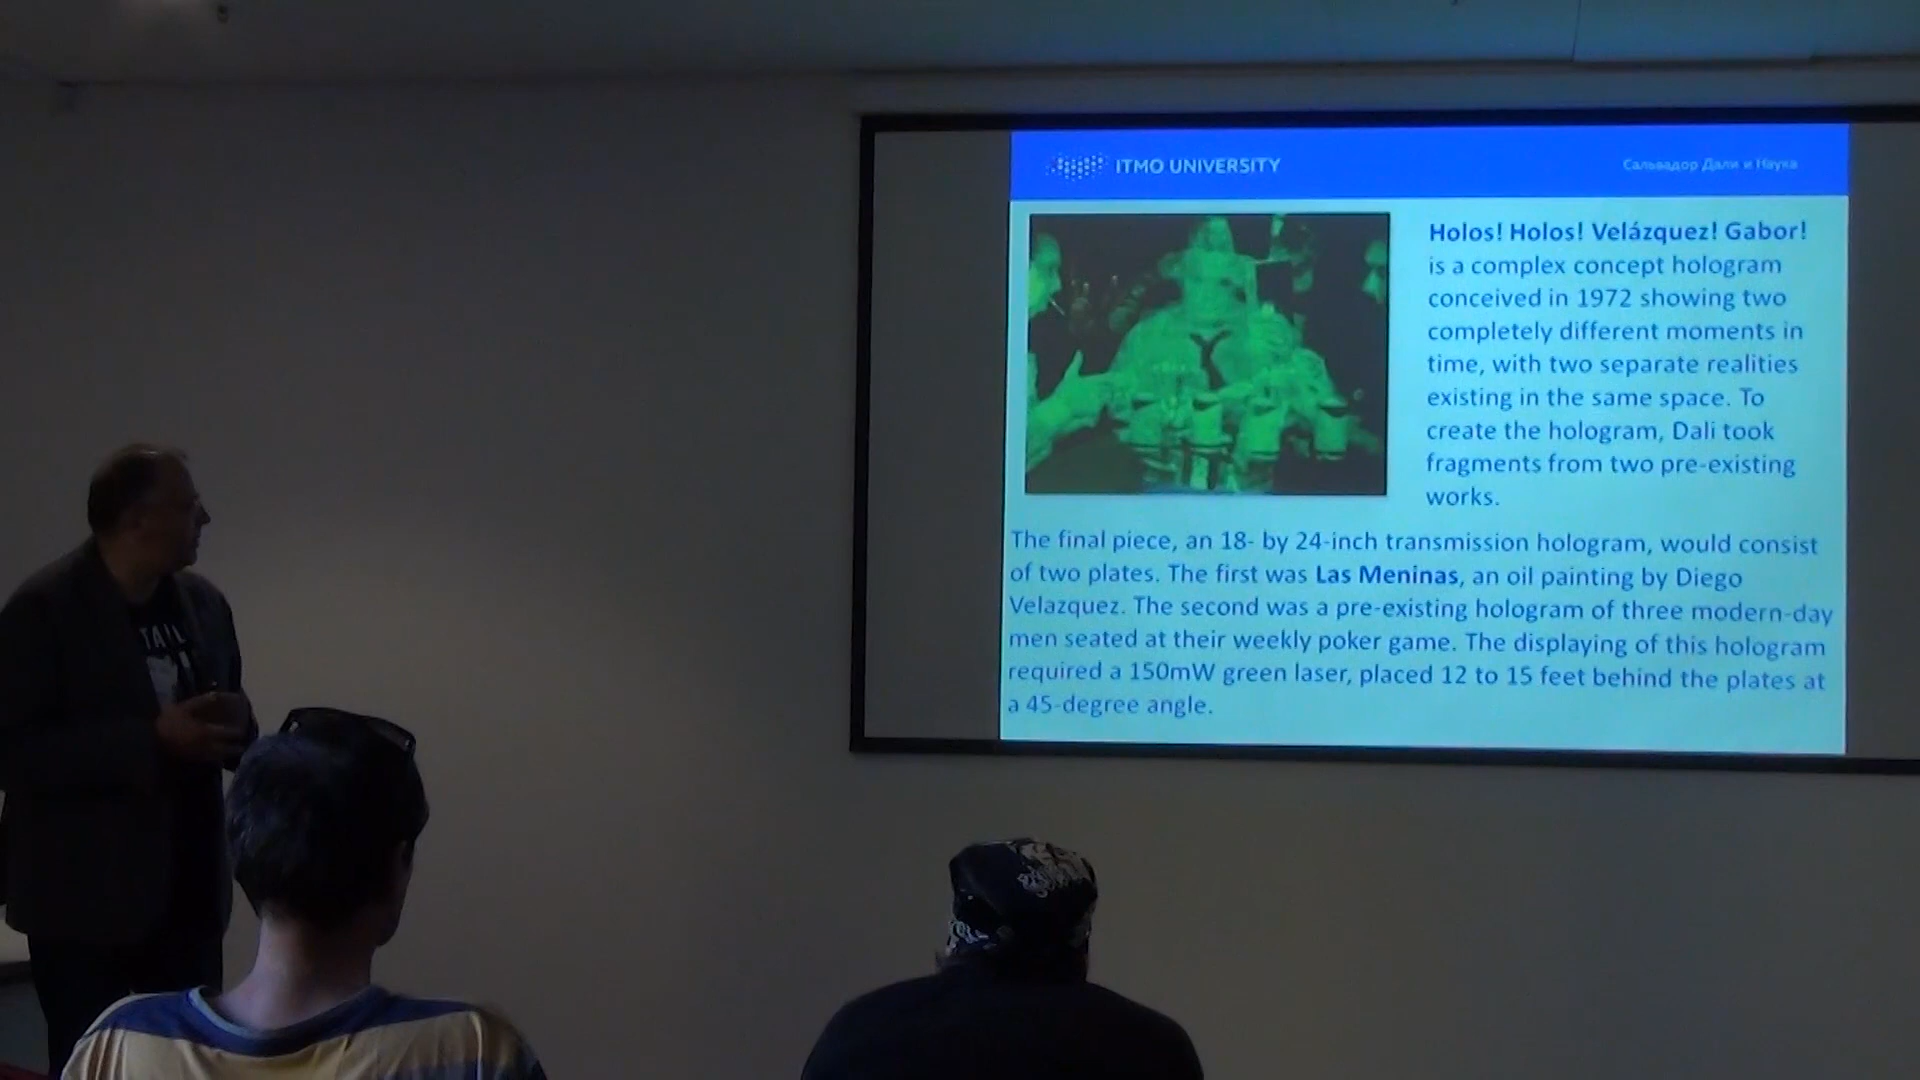 ITMO UNIVERSITY
Сальвадор Дали и Наука
Holos! Holos! Velázquez! Gabor!
is a complex concept hologram
conceived in 1972 showing two
completely different moments in
time, with two separate realities
existing in the same space. To
create the hologram, Dali took
fragments from two pre-existing
works.
The final piece, an 18- by 24-inch transmission hologram, would consist
of two plates. The first was Las Meninas, an oil painting by Diego
Velazquez. The second was a pre-existing hologram of three modern-day
men seated at their weekly poker game. The displaying of this hologram
required a 150mW green laser, placed 12 to 15 feet behind the plates at
a 45-degree angle.